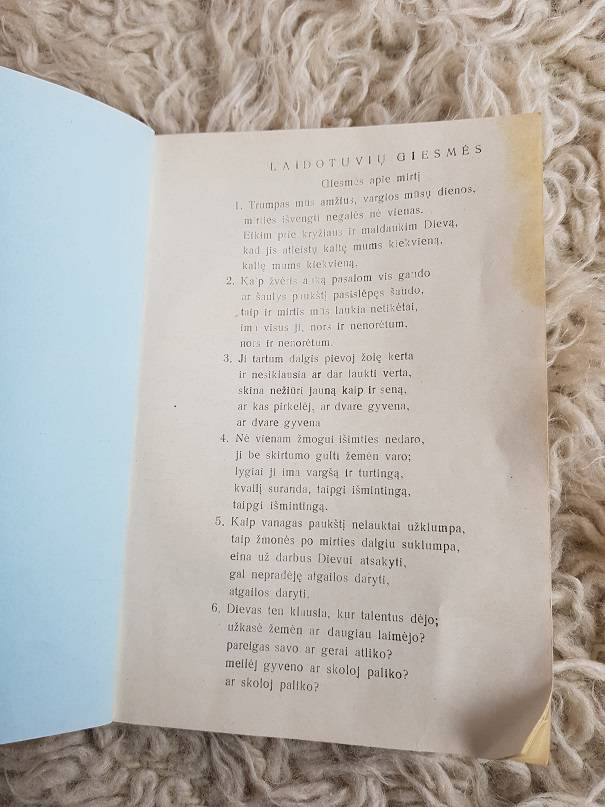 LAIDOTUVIŲ GIESMĖS
Giesmės apie mirtį
1. Trumpas mūs amžius, vargios mūsų dienos,
mirties išvengti negalės nė vienas.
Eikim prie kryžiaus ir maldaukim Dievą,
kad jis atleistų kaltę mums kiekvieną,
kaltę mums kiekvieną.
2. Kaip žvėris auką pasalom vis gaudo
ar šaulys paukštį pasislėpęs šaudo,
taip ir mirtis mūs laukia netikėtai,
ima visus ji, nors ir nenorėtum,
nors ir nenorėtum.
3. Ji tartum dalgis pievoj žolę kerta
ir nesiklausia ar dar laukti verta,
skina nežiūri jauną kaip ir seną,
ar kas pirkelėj, ar dvare gyvena,
ar dvare gyvena
4. Nė vienam žmogui išimties nedaro,
ji be skirtumo gulti žemėn varo;
lygiai ji ima vargšą ir turtingą,
kvailį suranda, taipgi išmintingą,
taipgi išmintingą.
5. Kaip vanagas paukštį nelauktai užklumpa,
taip žmonės po mirties dalgiu suklumpa,
eina už darbus Dievui atsakyti,
gal nepradėję atgailos daryti,
atgailos daryti.
6. Dievas ten klausia, kur talentus dėjo;
užkasė žemėn ar daugiau laimėjo?
pareigas savo ar gerai atliko?
meilėj gyveno ar skoloj paliko?
ar skoloj paliko?